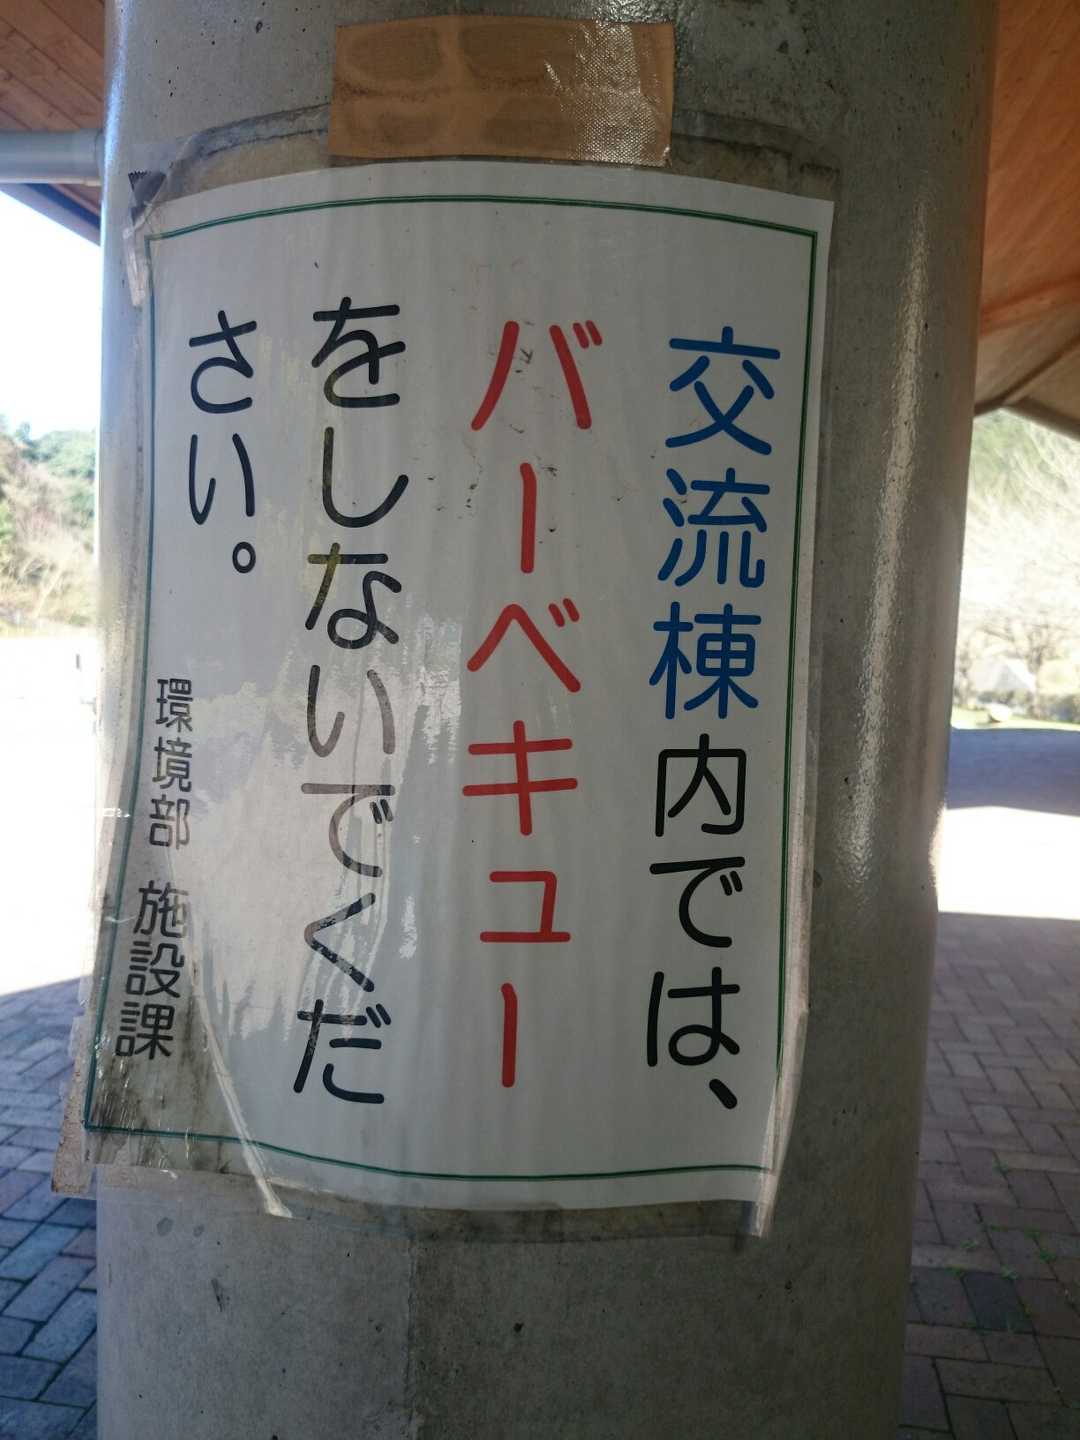 交流棟内では、
バーベキュー
をしないでくだ
さい。
環境部 施設課